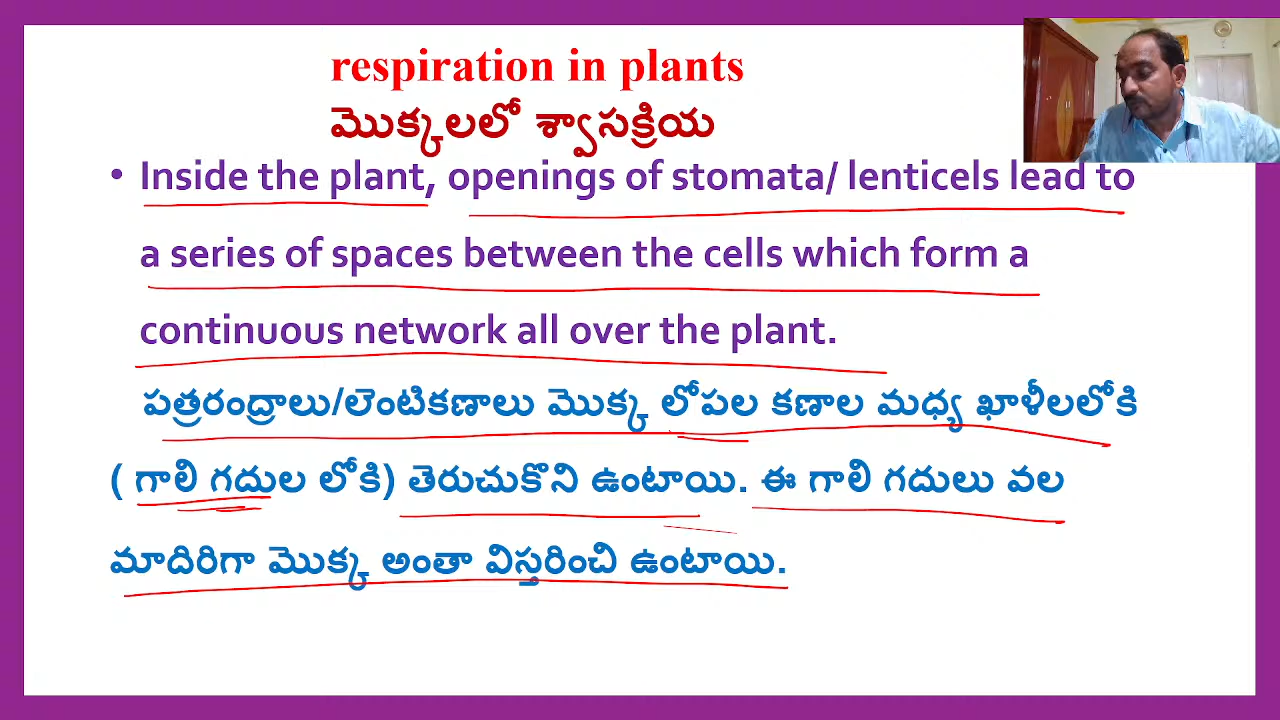 respiration in plants
మొక్కలలో శ్వాసక్రియ
• Inside the plant, openings of stomata/ lenticels lead to
a series of spaces between the cells which form a
continuous network all over the plant.
పత్రరంద్రాలు/లెంటికణాలు మొక్క లోపల కణాల మధ్య ఖాళీలలోకి
( గాలి గదుల లోకి) తెరుచుకొని ఉంటాయి. ఈ గాలి గదులు వల
మాదిరిగా మొక్క అంతా విస్తరించి ఉంటాయి.